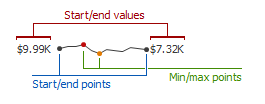 Start/end values
$9.99K $7.32K
Min/max points
Start/end points